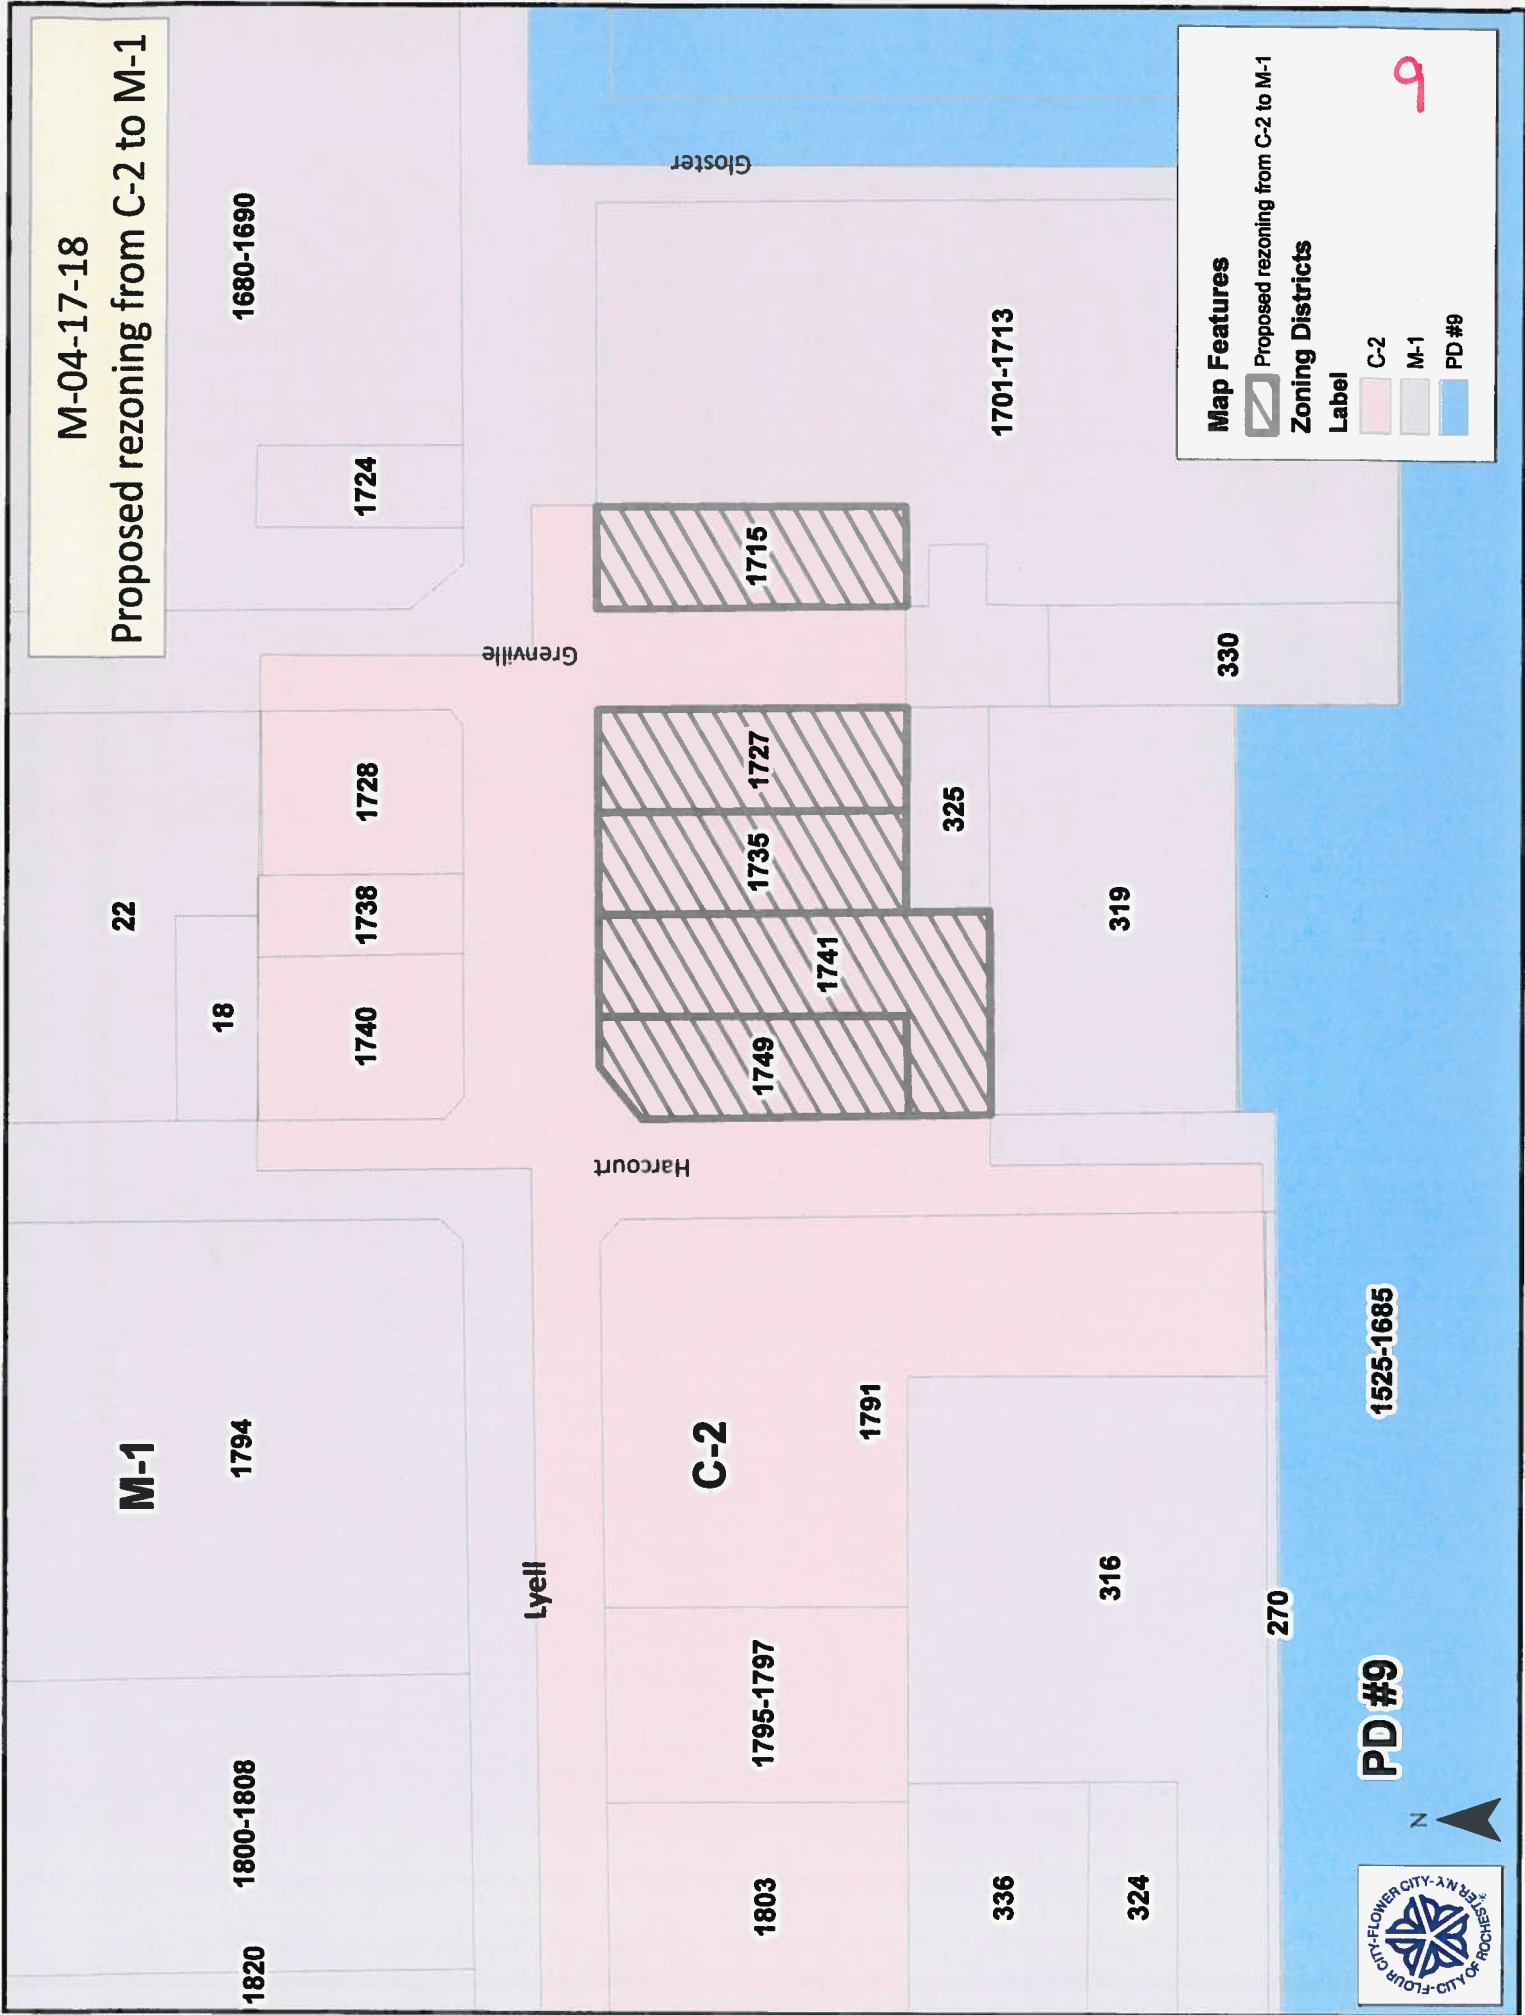 M-04-17-18
Proposed rezoning from C-2 to M-1
1820
1800-1808
M-1
1794
22
18
1740
1738
1728
1724
1680-1690
Lyell
Harcourt
Grenville
Gloster
1803
1795-1797
C-2
1791
1749
1741
1735
1727
1715
1701-1713
336
324
316
270
319
325
330
PD #9
1525-1685
N
FLOUR CITY-FLOWER CITY-
CITY OF ROCHESTER N.Y.
Map Features
Proposed rezoning from C-2 to M-1
Zoning Districts
Label
C-2
M-1
PD #9
9